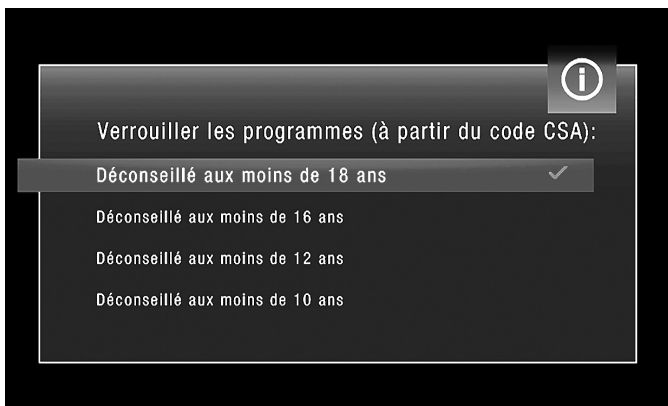 Verrouiller les programmes (à partir du code CSA):
Déconseillé aux moins de 18 ans
Déconseillé aux moins de 16 ans
Déconseillé aux moins de 12 ans
Déconseillé aux moins de 10 ans